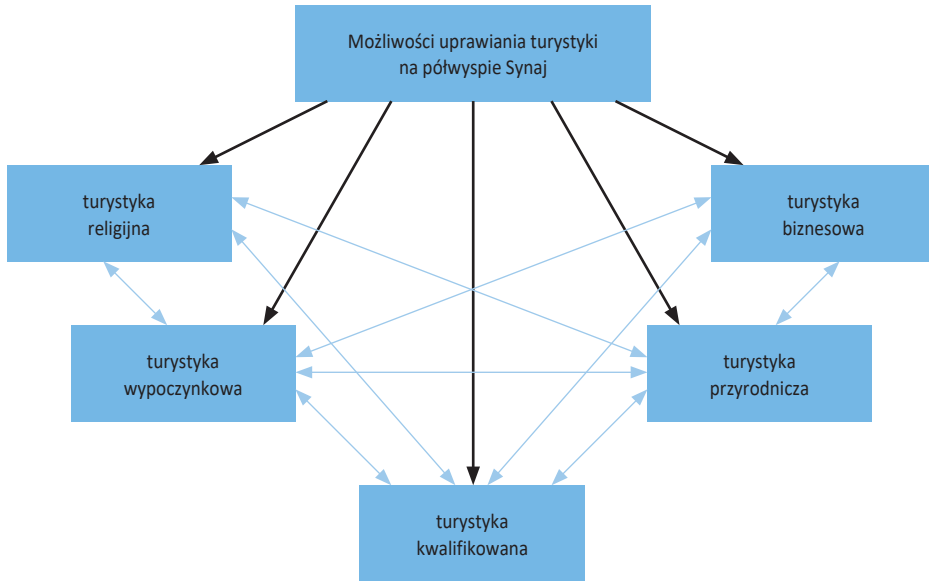 Możliwości uprawiania turystyki
na półwyspie Synaj
turystyka
religijna
turystyka
biznesowa
turystyka
wypoczynkowa
turystyka
przyrodnicza
turystyka
kwalifikowana